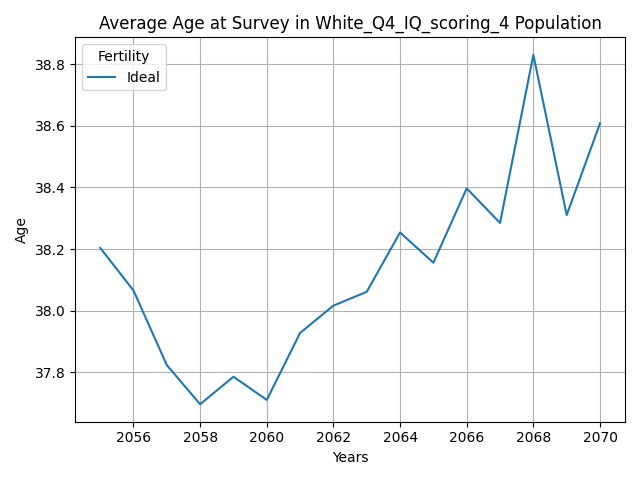 Average Age at Survey in White_Q4_IQ_scoring_4 Population
Fertility
Ideal
38.8
38.6
38.4
38.2
38.0
37.8
Age
2056 2058 2060 2062 2064 2066 2068 2070
Years